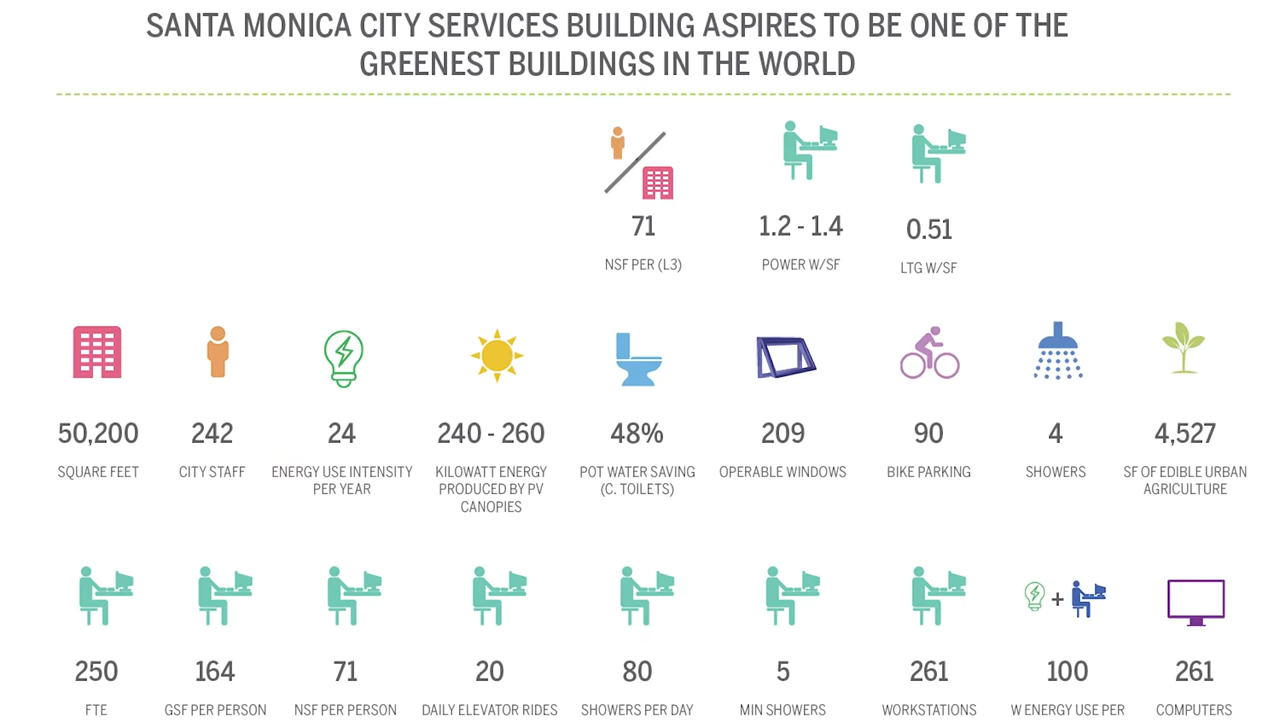 SANTA MONICA CITY SERVICES BUILDING ASPIRES TO BE ONE OF THE
GREENEST BUILDINGS IN THE WORLD
71
NSF PER (L3)
1.2 - 1.4
POWER W/SF
0.51
LTG W/SF
50,200
SQUARE FEET
242
CITY STAFF
24
ENERGY USE INTENSITY
PER YEAR
240 - 260
KILOWATT ENERGY
PRODUCED BY PV
CANOPIES
48%
POT WATER SAVING
(C. TOILETS)
209
OPERABLE WINDOWS
90
BIKE PARKING
4
SHOWERS
4,527
SF OF EDIBLE URBAN
AGRICULTURE
250
FTE
164
GSF PER PERSON
71
NSF PER PERSON
20
DAILY ELEVATOR RIDES
80
SHOWERS PER DAY
5
MIN SHOWERS
261
WORKSTATIONS
+
100
W ENERGY USE PER
261
COMPUTERS